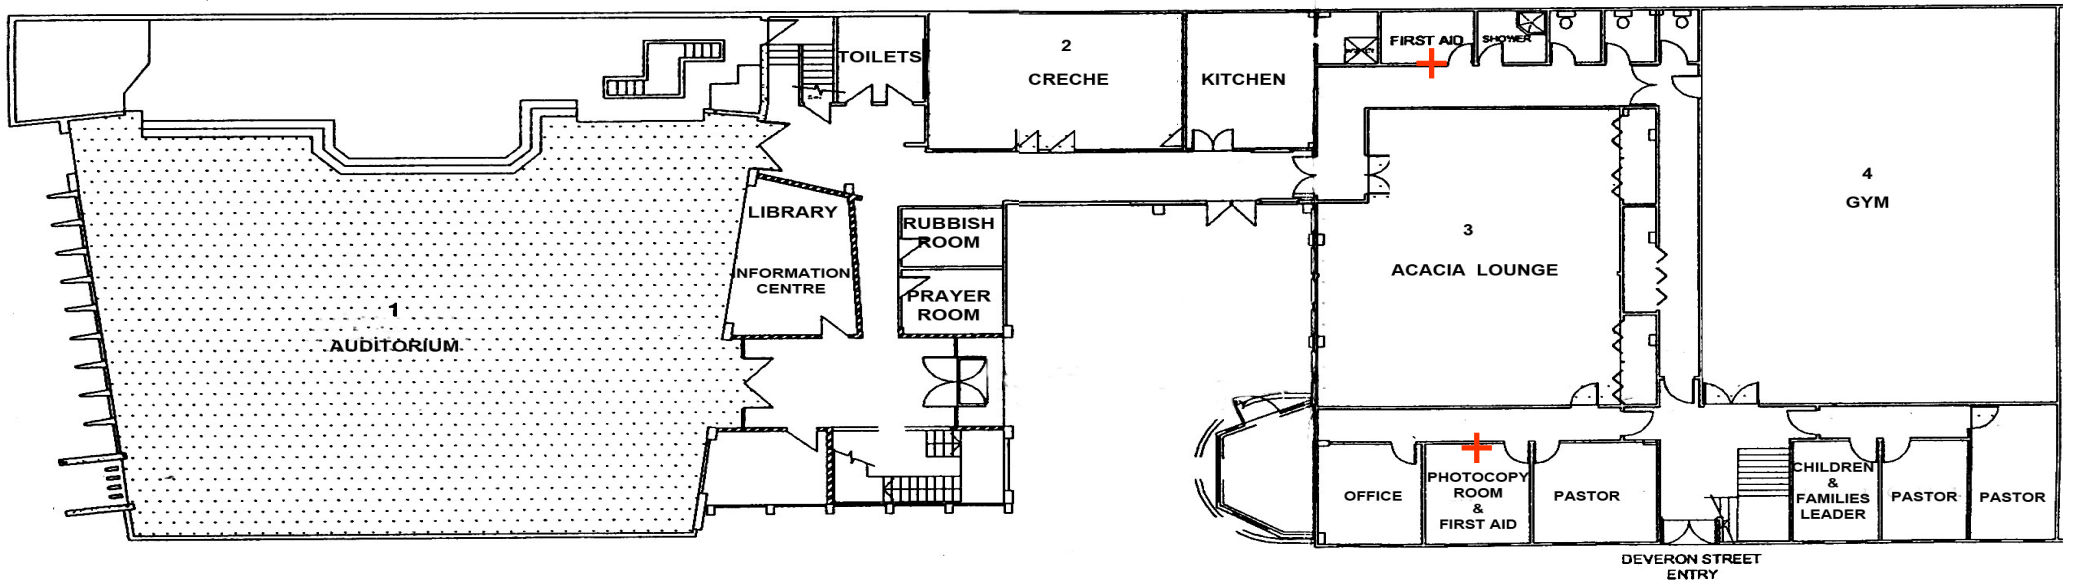 TOILETS
2
CRECHE
KITCHEN
FIRST AID
SHOWER
LIBRARY
INFORMATION
CENTRE
RUBBISH
ROOM
PRAYER
ROOM
1
AUDITORIUM
3
ACACIA LOUNGE
4
GYM
OFFICE
PHOTOCOPY
ROOM
&
FIRST AID
PASTOR
CHILDREN
&
FAMILIES
LEADER
PASTOR
PASTOR
DEVERON STREET
ENTRY